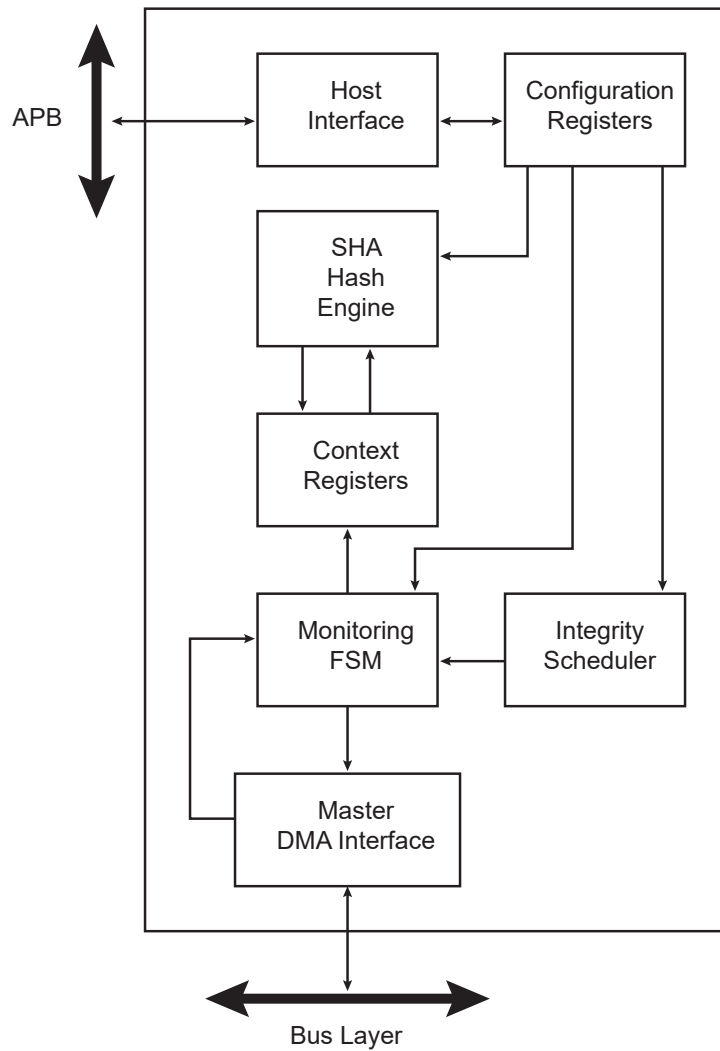 Host
Interface
Configuration
Registers
APB
SHA
Hash
Engine
Context
Registers
Monitoring
FSM
Integrity
Scheduler
Master
DMA Interface
Bus Layer